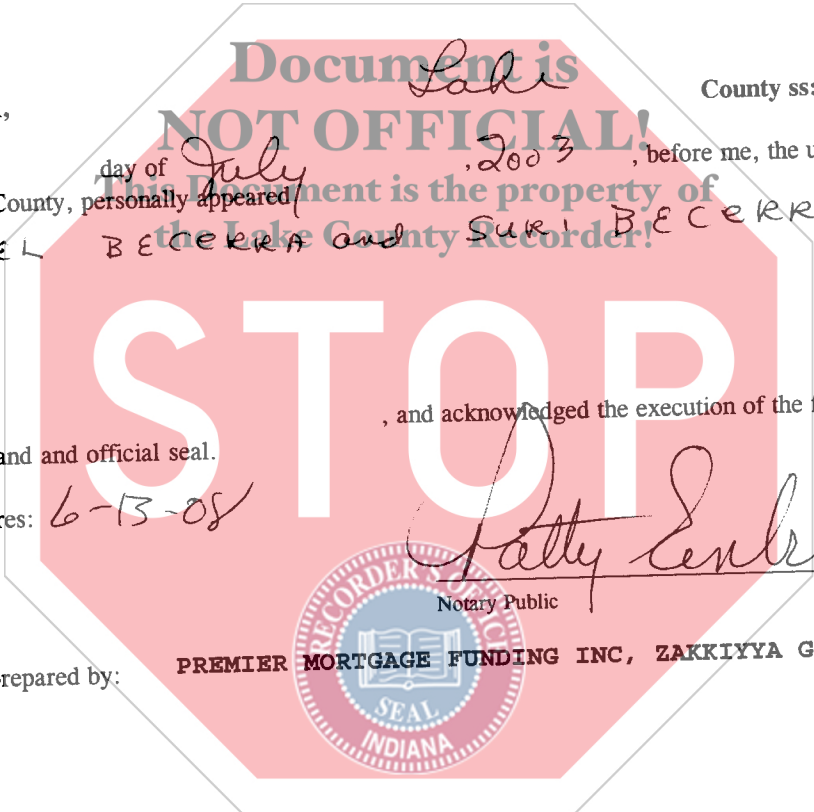 Document is
Lake County ss:
NOT OFFICIAL!
day of July , 2003 , before me, the u
This Document is the property of
County, personally appeared
the Lake County Recorder!
EL BECERRA and SURI BECERR
STOP
, and acknowledged the execution of the f
and and official seal.
res: 6-13-08
Patty
Notary Public
RECORDER'S OFFICE
SEAL
INDIANA
repared by: PREMIER MORTGAGE FUNDING INC, ZAKKIYYA G